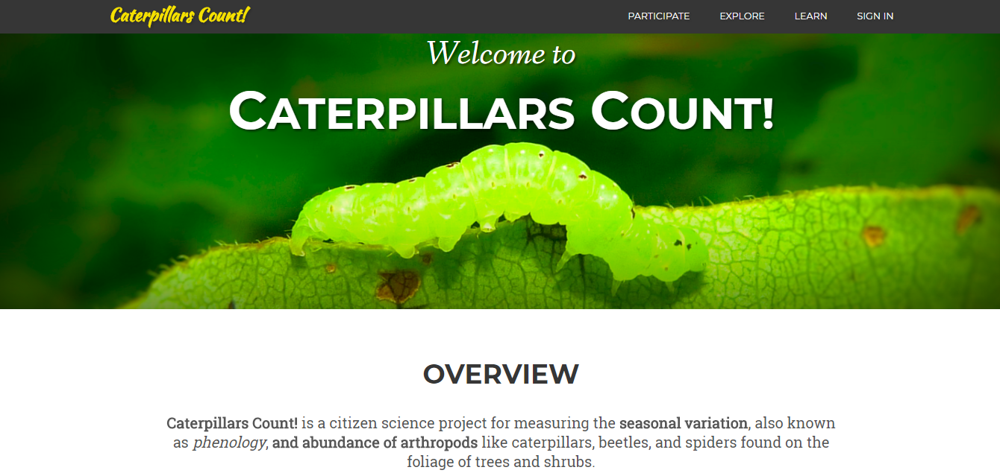 Caterpillars Count!
PARTICIPATE EXPLORE LEARN SIGN IN
Welcome to
CATERPILLARS COUNT!
OVERVIEW
Caterpillars Count! is a citizen science project for measuring the seasonal variation, also known
as phenology, and abundance of arthropods like caterpillars, beetles, and spiders found on the
foliage of trees and shrubs.